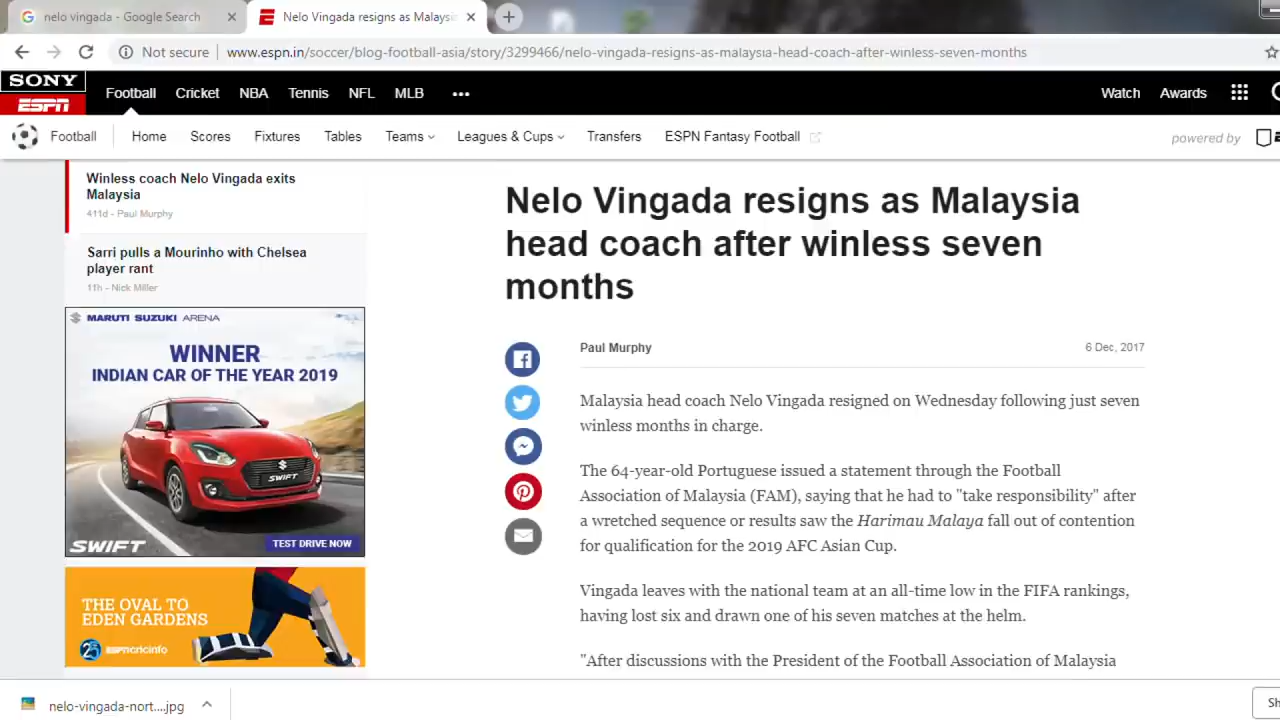 nelo vingada - Google Search
Nelo Vingada resigns as Malaysi
Not secure
www.espn.in/soccer/blog-football-asia/story/3299466/nelo-vingada-resigns-as-malaysia-head-coach-after-winless-seven-months
SONY
ESPN
Football Cricket NBA Tennis NFL MLB
Watch Awards
Football Home Scores Fixtures Tables Teams Leagues & Cups Transfers ESPN Fantasy Football
powered by
Winless coach Nelo Vingada exits
Malaysia
411d - Paul Murphy
Sarri pulls a Mourinho with Chelsea
player rant
11h - Nick Miller
MARUTI SUZUKI ARENA
WINNER
INDIAN CAR OF THE YEAR 2019
SWIFT
SWIFT
TEST DRIVE NOW
THE OVAL TO
EDEN GARDENS
25 ESPNcricinfo
Nelo Vingada resigns as Malaysia
head coach after winless seven
months
Paul Murphy
6 Dec, 2017
Malaysia head coach Nelo Vingada resigned on Wednesday following just seven
winless months in charge.
The 64-year-old Portuguese issued a statement through the Football
Association of Malaysia (FAM), saying that he had to "take responsibility" after
a wretched sequence or results saw the Harimau Malaya fall out of contention
for qualification for the 2019 AFC Asian Cup.
Vingada leaves with the national team at an all-time low in the FIFA rankings,
having lost six and drawn one of his seven matches at the helm.
"After discussions with the President of the Football Association of Malaysia
nelo-vingada-nort....jpg
Sh